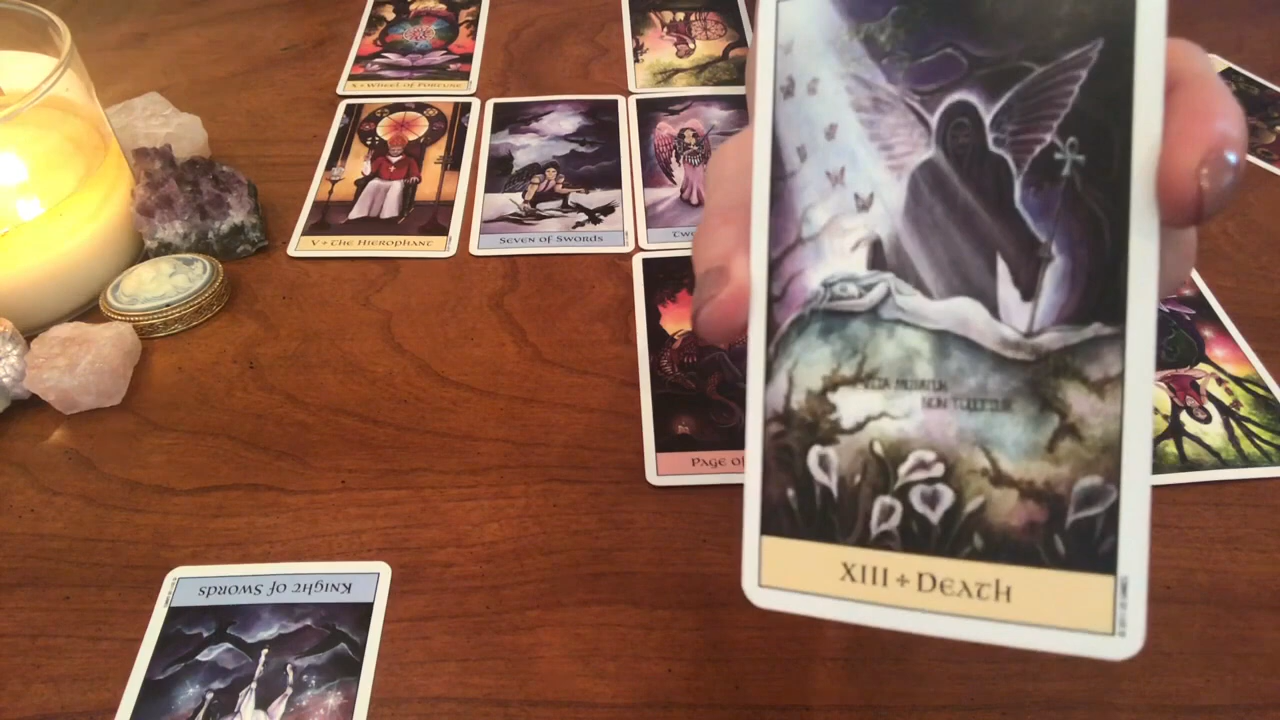 X + Wheel of Fortune
V + The Hierophant
Seven of Swords
Page of
XIII + Death
Knight of Swords